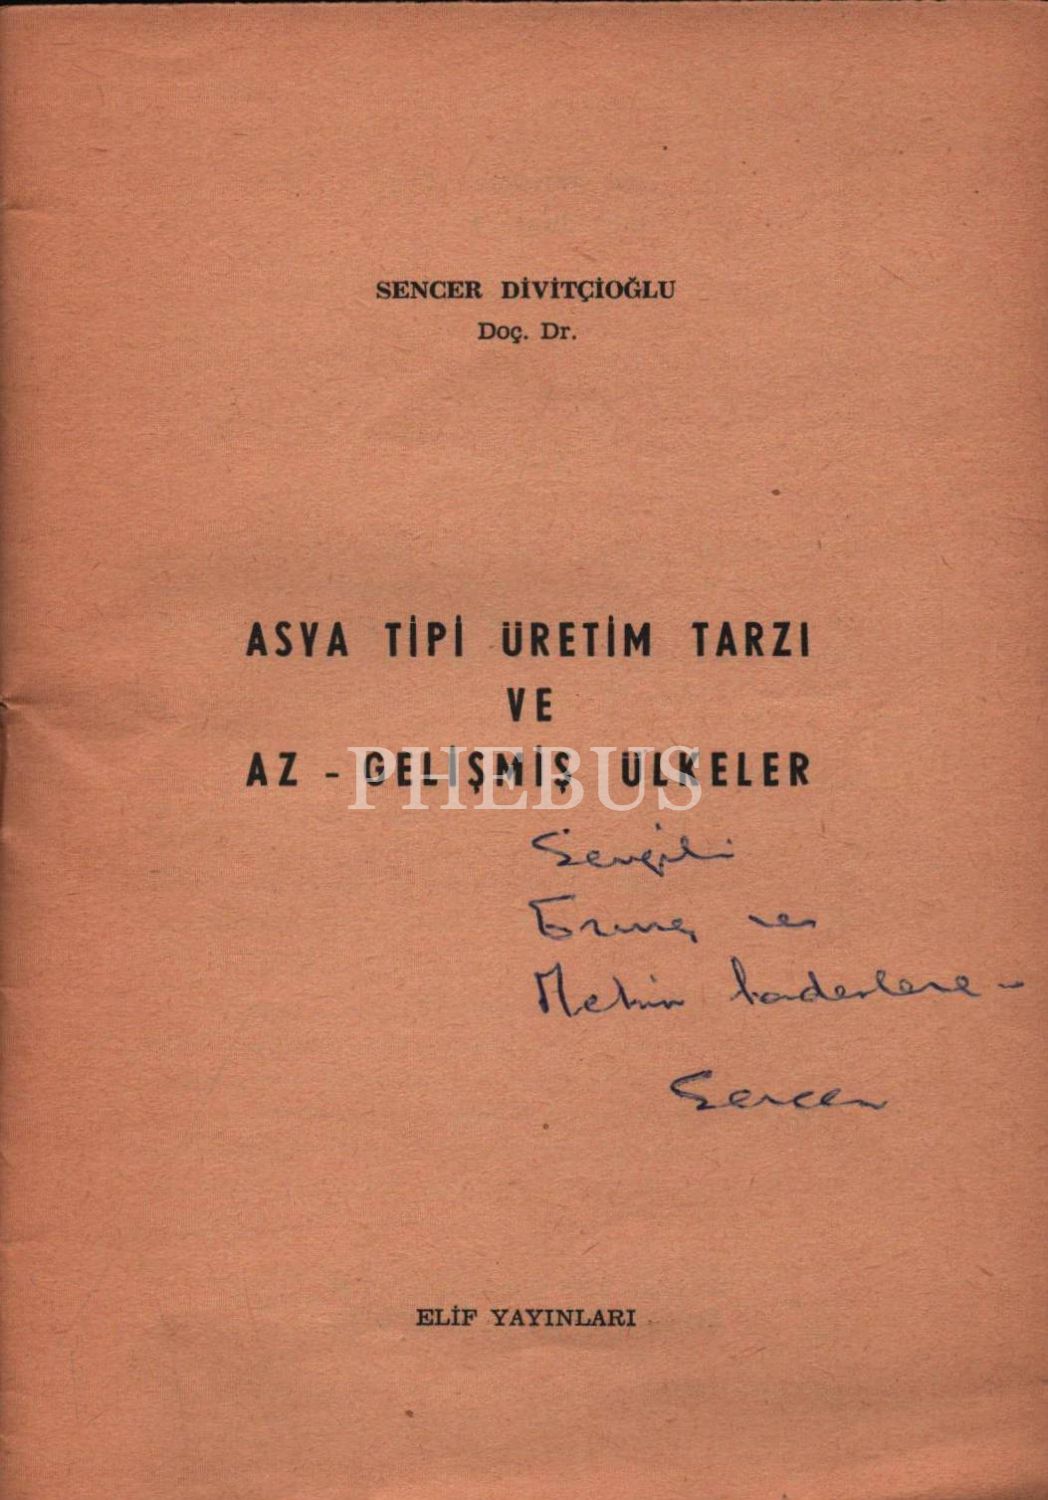 SENCER DİVİTÇİOĞLU
Doç. Dr.
ASYA TİPİ ÜRETİM TARZI
VE
AZ - GELİŞMİŞ ÜLKELER
PHEBUS
Sevgili
ve
Metin
Sencer
ELİF YAYINLARI